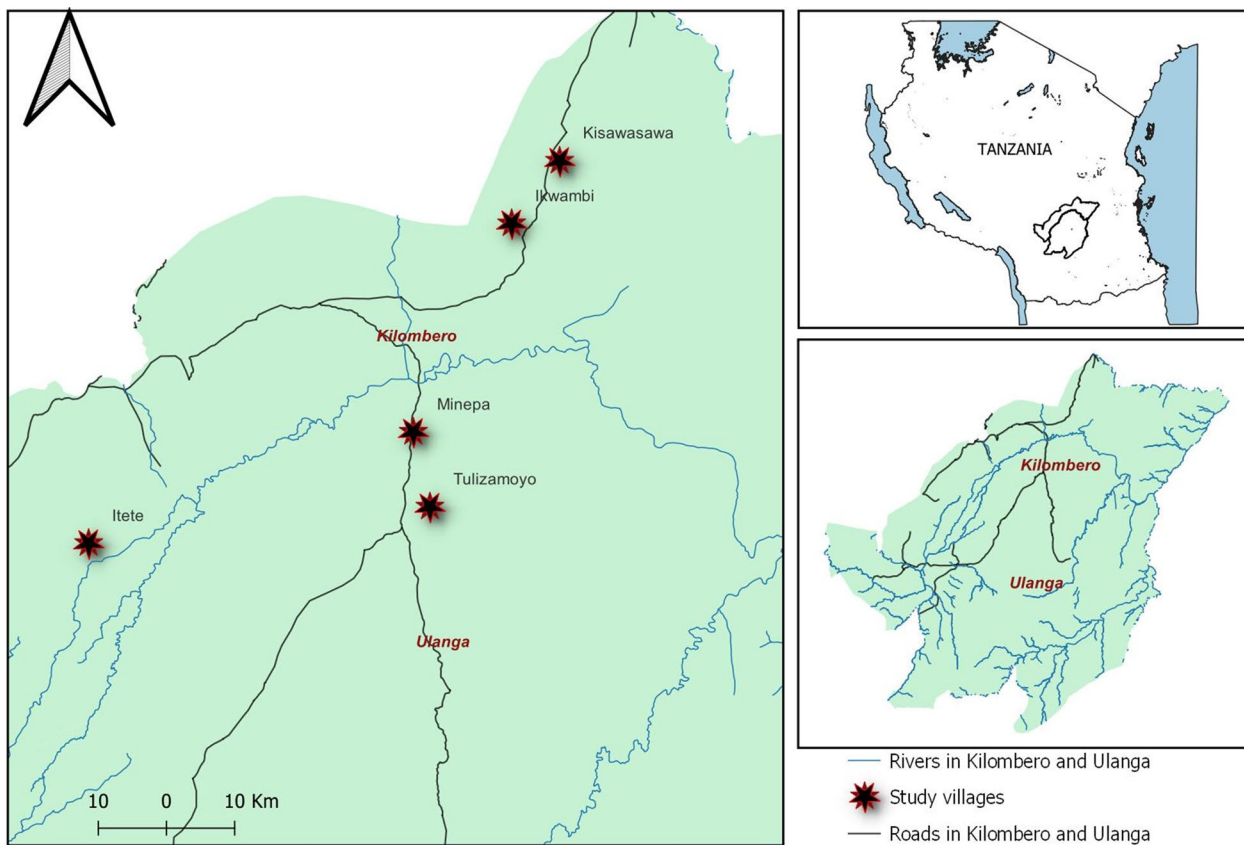 Kisawasawa
Ikwambi
Kilombero
Minepa
Tulizamoyo
Itete
Ulanga
10 0 10 Km
TANZANIA
Kilombero
Ulanga
Rivers in Kilombero and Ulanga
Study villages
Roads in Kilombero and Ulanga